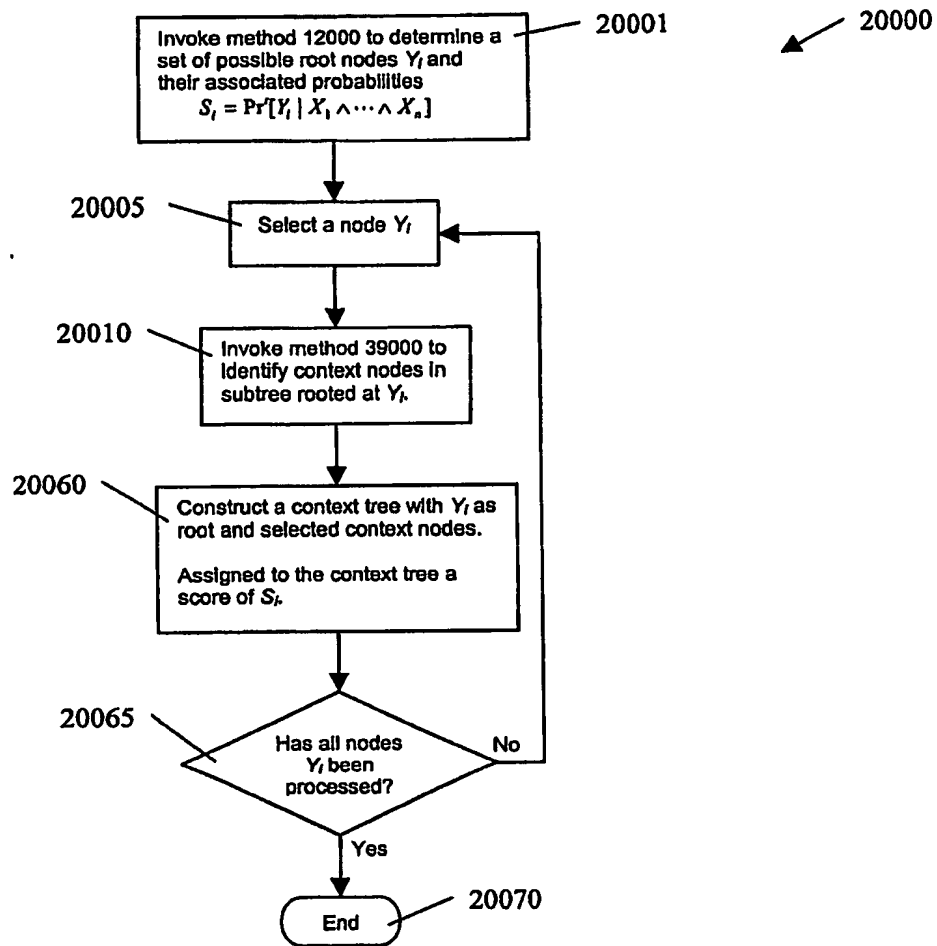 20000
20001
Invoke method 12000 to determine a
set of possible root nodes Yi and
their associated probabilities
Si = Pr'[Yi | X1 ∧ ⋯ ∧ Xn]
20005
Select a node Yi
20010
Invoke method 39000 to
Identify context nodes in
subtree rooted at Yi.
20060
Construct a context tree with Yi as
root and selected context nodes.
Assigned to the context tree a
score of Si.
20065
Has all nodes
Yi been
processed?
No
Yes
End
20070